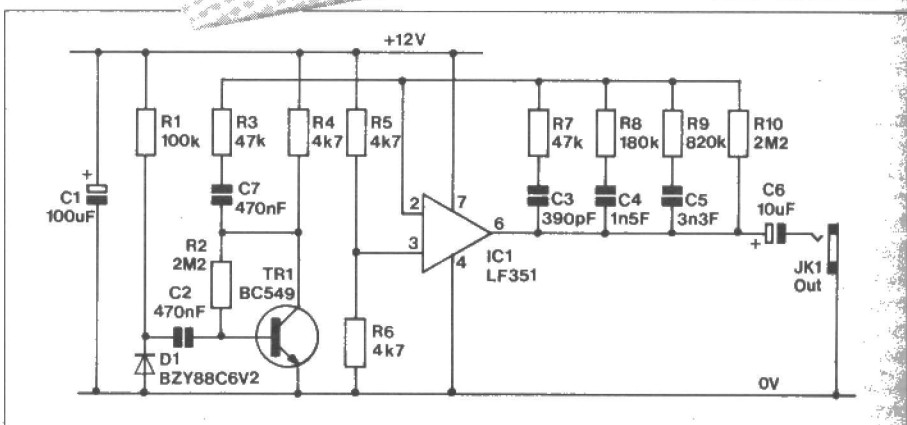 +12V
R1
100k
R3
47k
R4
4k7
R5
4k7
R7
47k
R8
180k
R9
820k
R10
2M2
+
C1
100uF
C7
470nF
C3
390pF
C4
1n5F
C5
3n3F
C6
10uF
+
2
7
6
3
4
IC1
LF351
R2
2M2
TR1
BC549
C2
470nF
JK1
Out
R6
4k7
D1
BZY88C6V2
0V